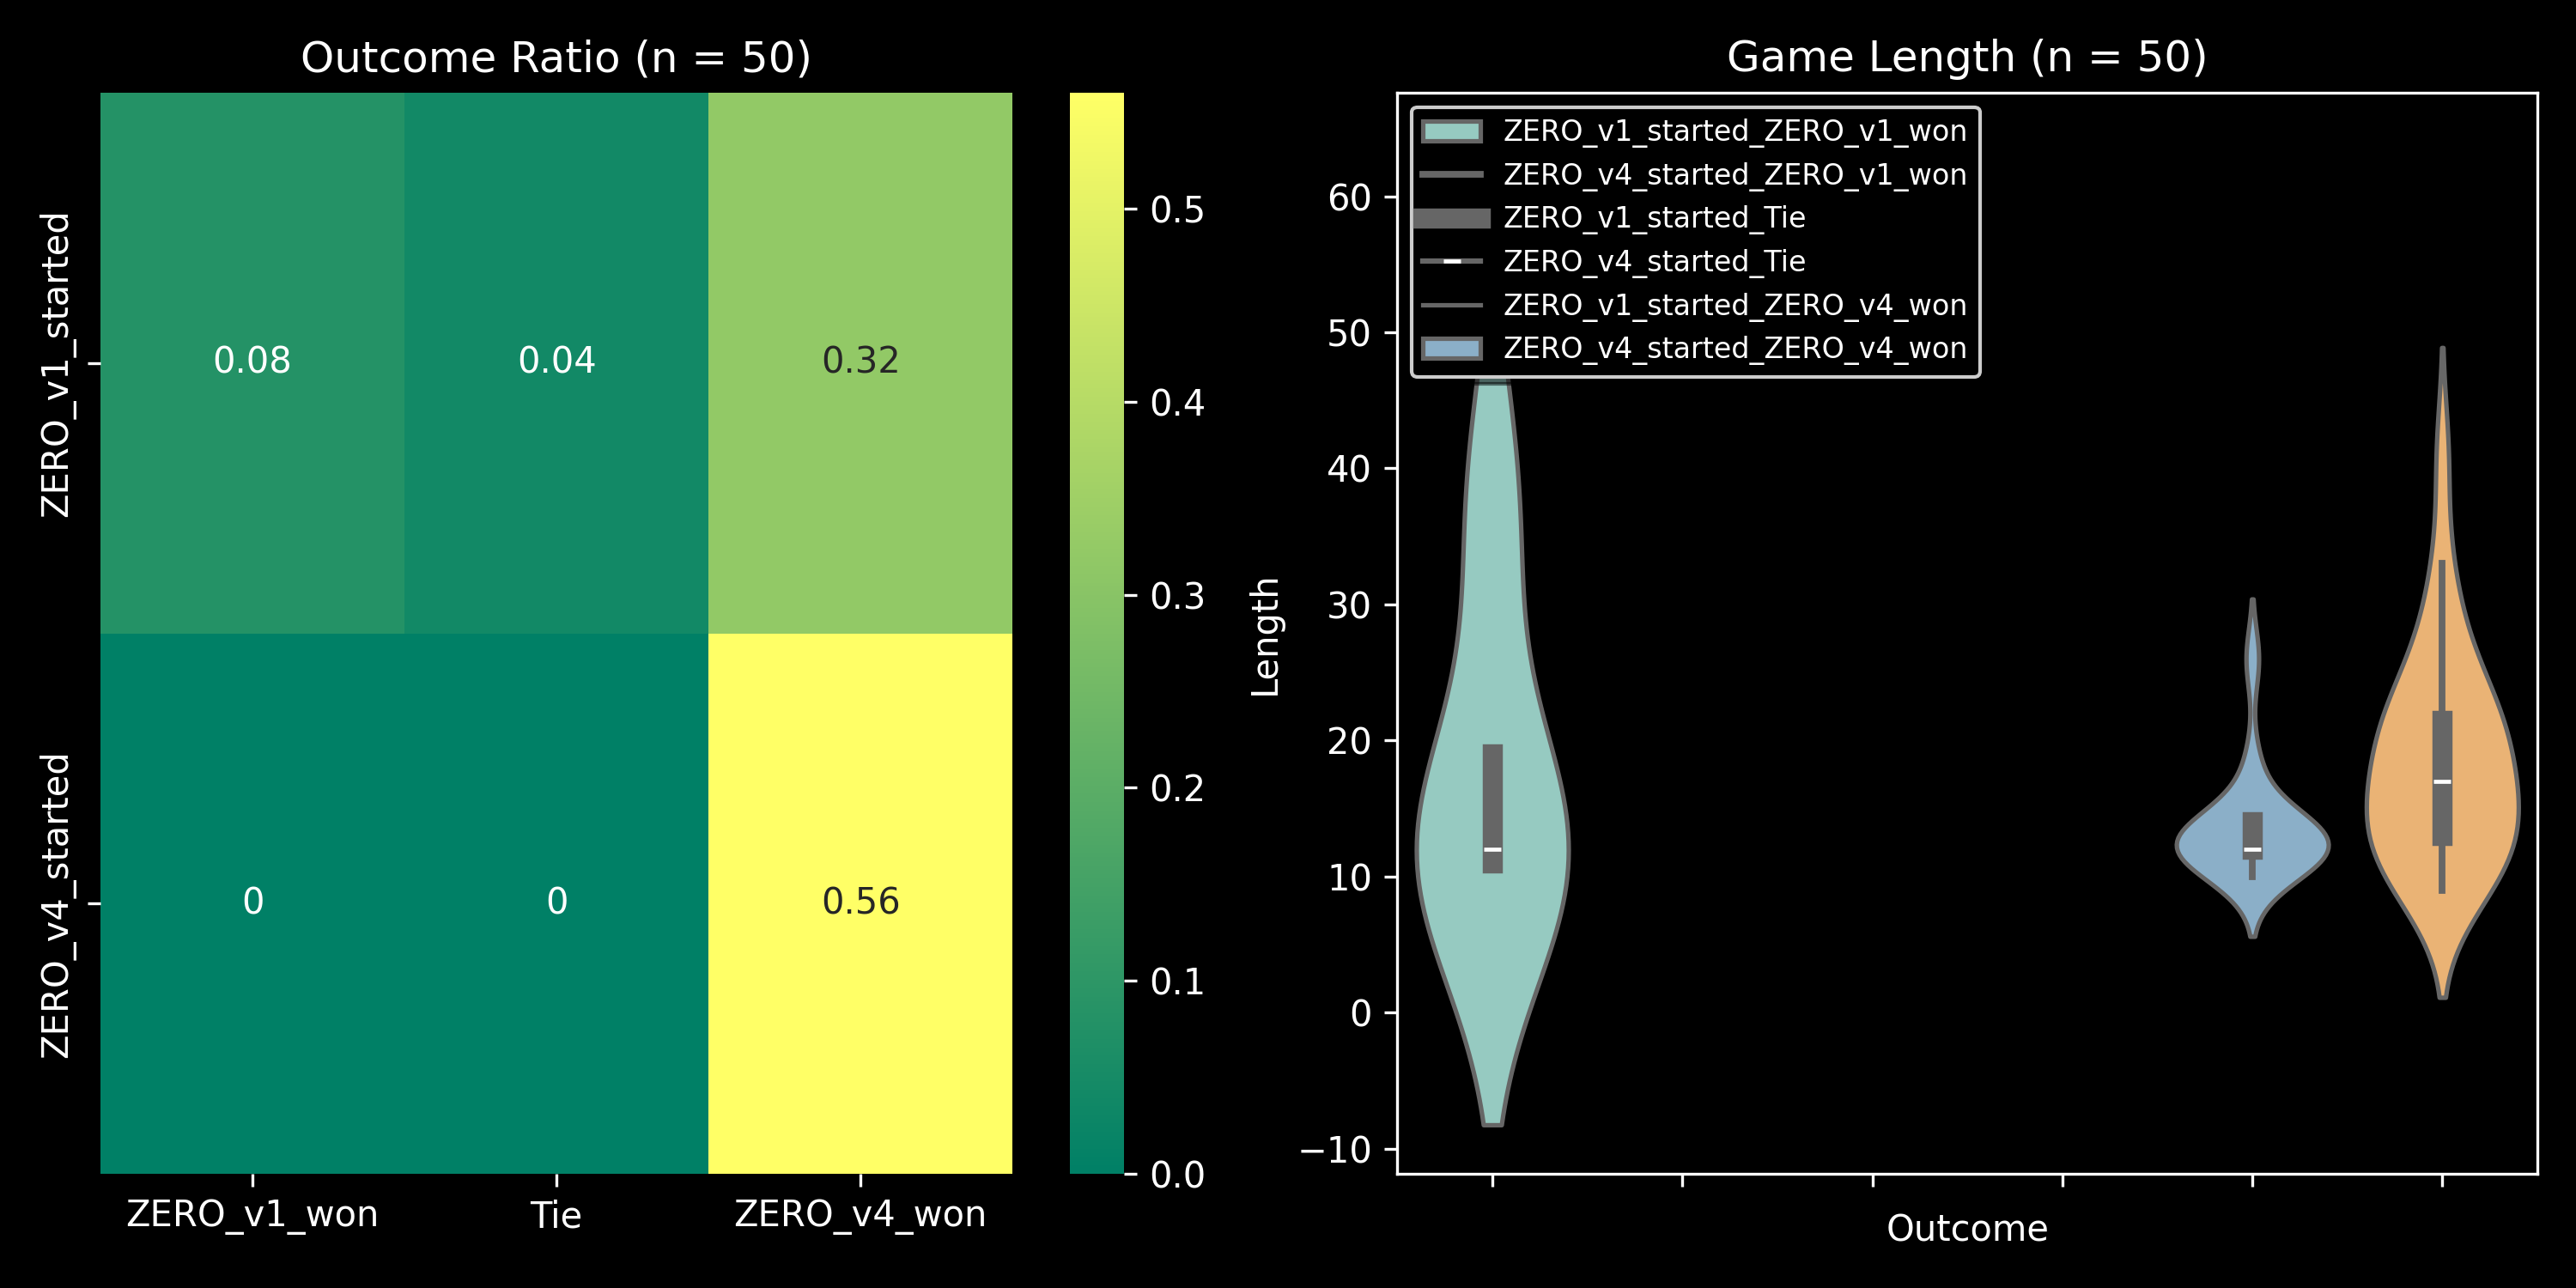 Outcome Ratio (n = 50)
ZERO_v1_started
ZERO_v4_started
0.08
0.04
0.32
0
0
0.56
ZERO_v1_won
Tie
ZERO_v4_won
0.5
0.4
0.3
0.2
0.1
0.0
Game Length (n = 50)
Length
60
50
40
30
20
10
0
−10
ZERO_v1_started_ZERO_v1_won
ZERO_v4_started_ZERO_v1_won
ZERO_v1_started_Tie
ZERO_v4_started_Tie
ZERO_v1_started_ZERO_v4_won
ZERO_v4_started_ZERO_v4_won
Outcome